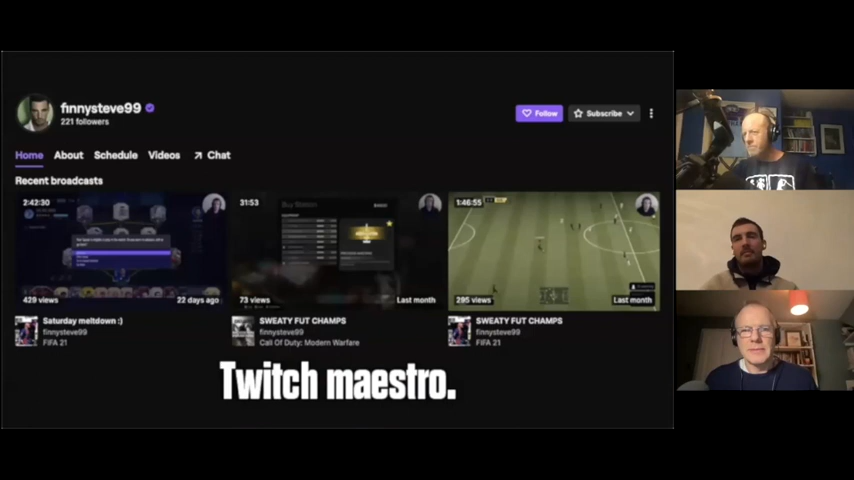 finnysteve99
221 followers
Follow
Subscribe
Home About Schedule Videos Chat
Recent broadcasts
2:42:30
31:53
1:46:55
429 views
22 days ago
73 views
Last month
295 views
Last month
Saturday meltdown :)
finnysteve99
FIFA 21
SWEATY FUT CHAMPS
finnysteve99
Call Of Duty: Modern Warfare
SWEATY FUT CHAMPS
finnysteve99
FIFA 21
Twitch maestro.